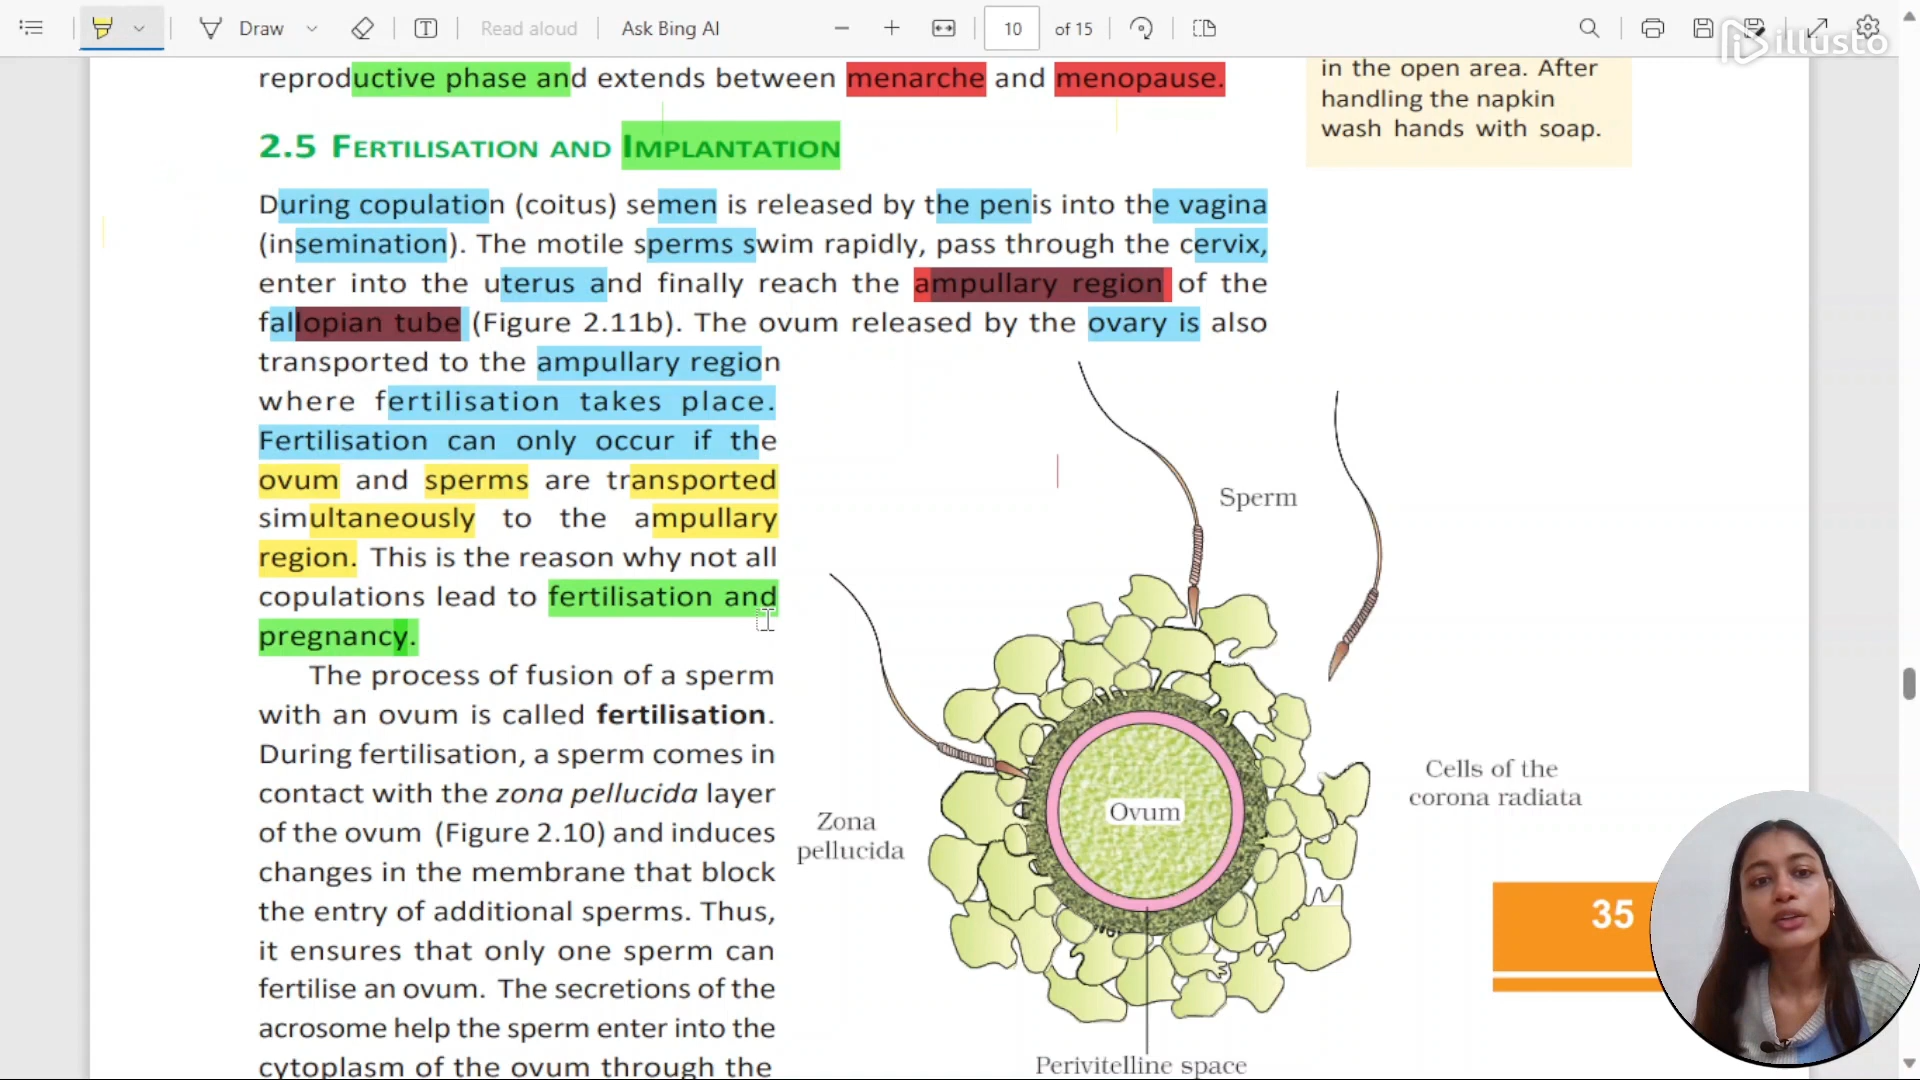 Draw
Read aloud
Ask Bing AI
10
of 15
illusto
reproductive phase and extends between menarche and menopause.
in the open area. After
handling the napkin
wash hands with soap.
2.5 FERTILISATION AND IMPLANTATION
During copulation (coitus) semen is released by the penis into the vagina
(insemination). The motile sperms swim rapidly, pass through the cervix,
enter into the uterus and finally reach the ampullary region of the
fallopian tube (Figure 2.11b). The ovum released by the ovary is also
transported to the ampullary region
where fertilisation takes place.
Fertilisation can only occur if the
ovum and sperms are transported
simultaneously to the ampullary
region. This is the reason why not all
copulations lead to fertilisation and
pregnancy.
The process of fusion of a sperm
with an ovum is called fertilisation.
During fertilisation, a sperm comes in
contact with the zona pellucida layer
of the ovum (Figure 2.10) and induces
changes in the membrane that block
the entry of additional sperms. Thus,
it ensures that only one sperm can
fertilise an ovum. The secretions of the
acrosome help the sperm enter into the
cytoplasm of the ovum through the
Sperm
Cells of the
corona radiata
Ovum
Zona
pellucida
Perivitelline space
35